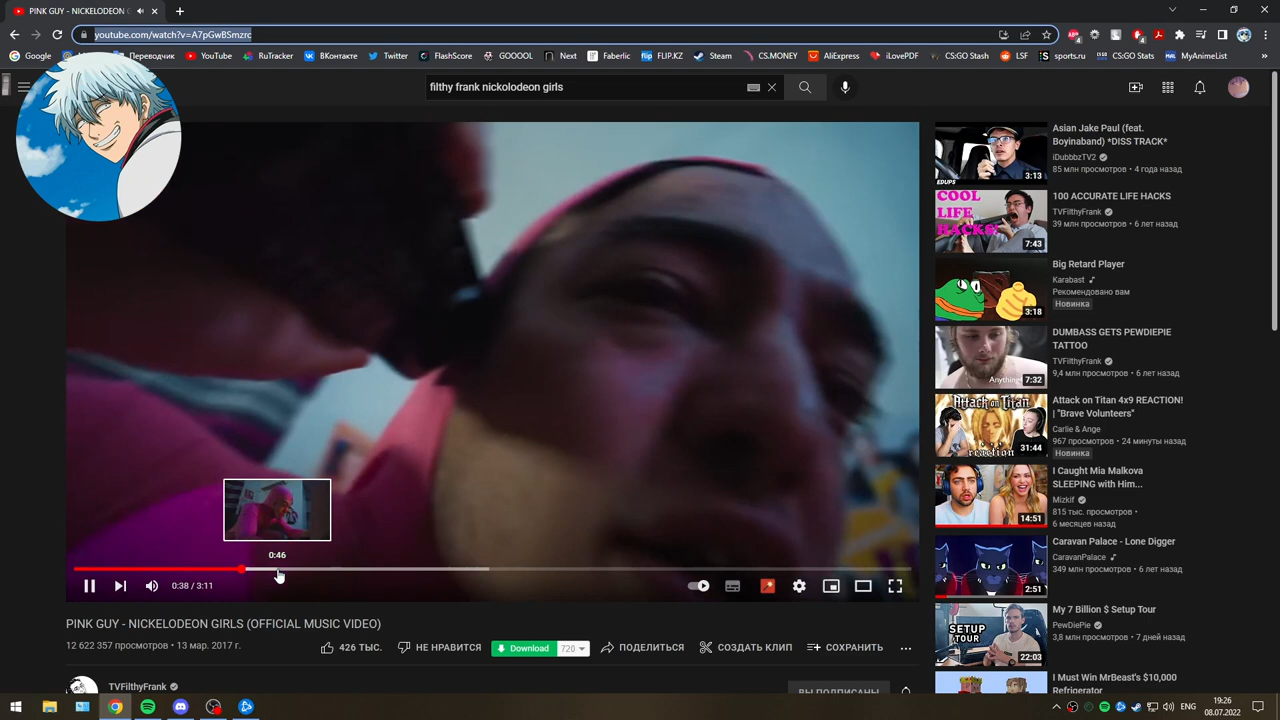 PINK GUY - NICKELODEON G
youtube.com/watch?v=A7pGwBSmzrc
Google
Переводчик
YouTube
RuTracker
ВКонтакте
Twitter
FlashScore
GOOOOL
Next
Faberlic
flip FLIP.KZ
Steam
CS.MONEY
AliExpress
iLovePDF
CS:GO Stats
LSF
sports.ru
CS:GO Stats
MyAnimeList
filthy frank nickolodeon girls
0:46
0:38 / 3:11
PINK GUY - NICKELODEON GIRLS (OFFICIAL MUSIC VIDEO)
12 622 357 просмотров • 13 мар. 2017 г.
426 ТЫС.
НЕ НРАВИТСЯ
Download 720
ПОДЕЛИТЬСЯ
СОЗДАТЬ КЛИП
СОХРАНИТЬ
TVFilthyFrank
ВЫ ПОДПИСАНЫ
EDUPS
3:13
Asian Jake Paul (feat.
Boyinaband) *DISS TRACK*
iDubbbzTV2
85 млн просмотров • 4 года назад
COOL
LIFE
HACKS!
7:43
100 ACCURATE LIFE HACKS
TVFilthyFrank
39 млн просмотров • 6 лет назад
3:18
Big Retard Player
Karabast
Рекомендовано вам
Новинка
Anything
7:32
DUMBASS GETS PEWDIEPIE
TATTOO
TVFilthyFrank
9,4 млн просмотров • 6 лет назад
Attack on Titan
reaction
31:44
Attack on Titan 4x9 REACTION!
| "Brave Volunteers"
Carlie & Ange
967 просмотров • 24 минуты назад
Новинка
14:51
I Caught Mia Malkova
SLEEPING with Him...
Mizkif
815 тыс. просмотров •
6 месяцев назад
2:51
Caravan Palace - Lone Digger
CaravanPalace
349 млн просмотров • 6 лет назад
SETUP
TOUR
22:03
My 7 Billion $ Setup Tour
PewDiePie
3,8 млн просмотров • 7 дней назад
I Must Win MrBeast's $10,000
Refrigerator
ENG
19:26
08.07.2022